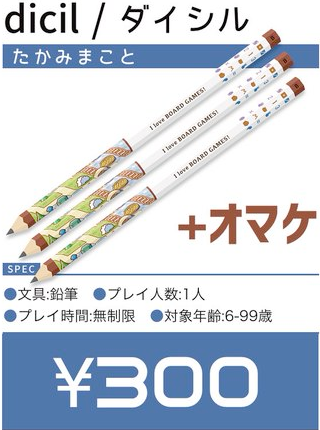 dicil / ダイシル
たかみまこと
I love BOARD GAMES!
I love BOARD GAMES!
I love BOARD GAMES!
+オマケ
SPEC
●文具:鉛筆 ●プレイ人数:1人
●プレイ時間:無制限 ●対象年齢:6-99歳
¥300